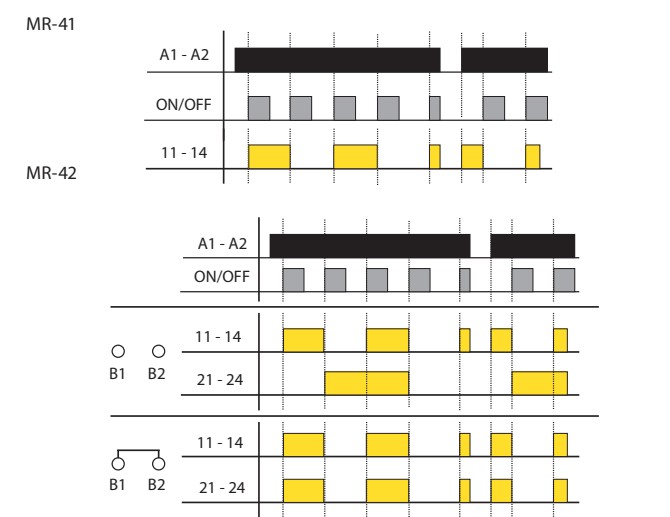 MR-41
A1 - A2
ON/OFF
11 - 14
MR-42
A1 - A2
ON/OFF
11 - 14
B1 B2
21 - 24
11 - 14
B1 B2
21 - 24